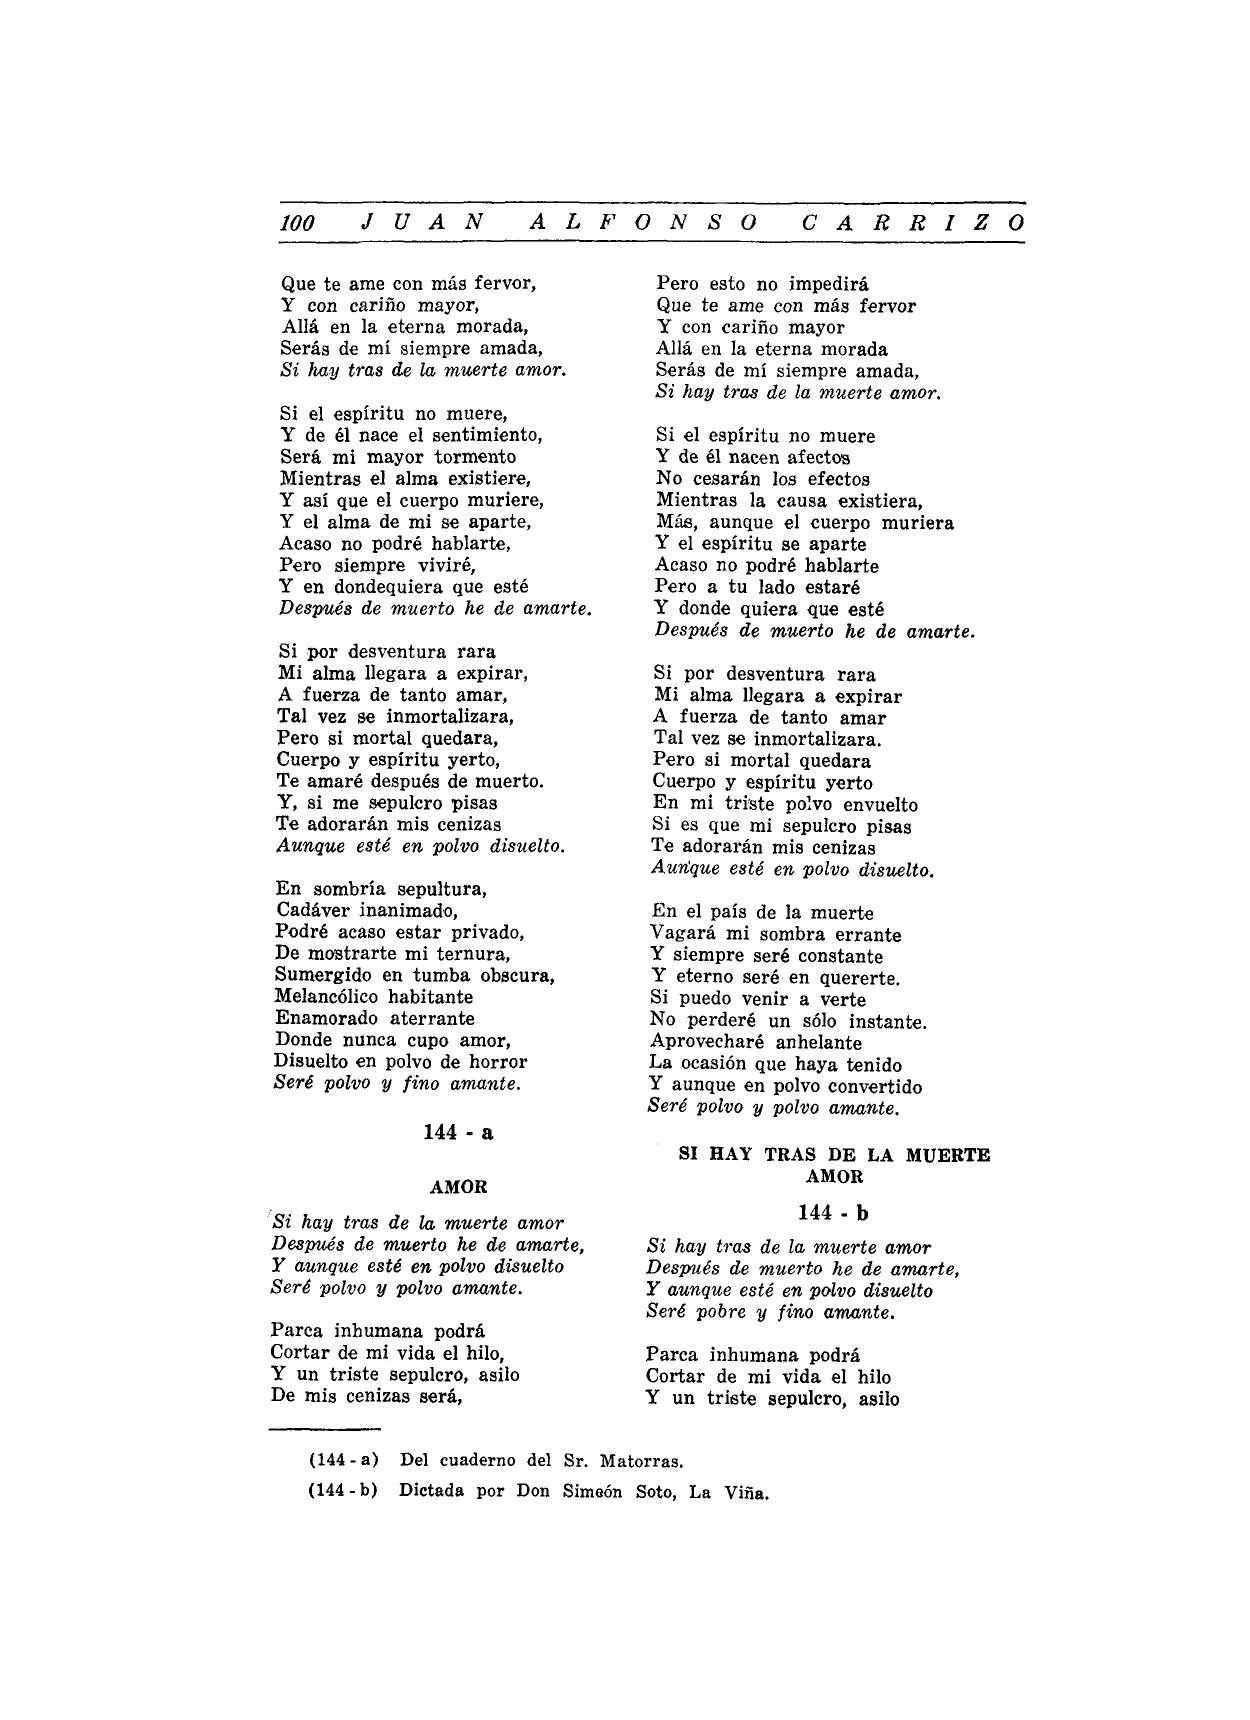 100 JUAN ALFONSO CARRIZO
Que te ame con más fervor,
Y con cariño mayor,
Allá en la eterna morada,
Serás de mí siempre amada,
Si hay tras de la muerte amor.
Si el espíritu no muere,
Y de él nace el sentimiento,
Será mi mayor tormento
Mientras el alma existiere,
Y así que el cuerpo muriere,
Y el alma de mi se aparte,
Acaso no podré hablarte,
Pero siempre viviré,
Y en dondequiera que esté
Después de muerto he de amarte.
Si por desventura rara
Mi alma llegara a expirar,
A fuerza de tanto amar,
Tal vez se inmortalizara,
Pero si mortal quedara,
Cuerpo y espíritu yerto,
Te amaré después de muerto.
Y, si me sepulcro pisas
Te adorarán mis cenizas
Aunque esté en polvo disuelto.
En sombría sepultura,
Cadáver inanimado,
Podré acaso estar privado,
De mostrarte mi ternura,
Sumergido en tumba obscura,
Melancólico habitante
Enamorado aterrante
Donde nunca cupo amor,
Disuelto en polvo de horror
Seré polvo y fino amante.
144 - a
AMOR
Si hay tras de la muerte amor
Después de muerto he de amarte,
Y aunque esté en polvo disuelto
Seré polvo y polvo amante.
Parca inhumana podrá
Cortar de mi vida el hilo,
Y un triste sepulcro, asilo
De mis cenizas será,
Pero esto no impedirá
Que te ame con más fervor
Y con cariño mayor
Allá en la eterna morada
Serás de mí siempre amada,
Si hay tras de la muerte amor.
Si el espíritu no muere
Y de él nacen afectos
No cesarán los efectos
Mientras la causa existiera,
Más, aunque el cuerpo muriera
Y el espíritu se aparte
Acaso no podré hablarte
Pero a tu lado estaré
Y donde quiera que esté
Después de muerto he de amarte.
Si por desventura rara
Mi alma llegara a expirar
A fuerza de tanto amar
Tal vez se inmortalizara.
Pero si mortal quedara
Cuerpo y espíritu yerto
En mi triste polvo envuelto
Si es que mi sepulcro pisas
Te adorarán mis cenizas
Aunque esté en polvo disuelto.
En el país de la muerte
Vagará mi sombra errante
Y siempre seré constante
Y eterno seré en quererte.
Si puedo venir a verte
No perderé un sólo instante.
Aprovecharé anhelante
La ocasión que haya tenido
Y aunque en polvo convertido
Seré polvo y polvo amante.
SI HAY TRAS DE LA MUERTE
AMOR
144 - b
Si hay tras de la muerte amor
Después de muerto he de amarte,
Y aunque esté en polvo disuelto
Seré pobre y fino amante.
Parca inhumana podrá
Cortar de mi vida el hilo
Y un triste sepulcro, asilo
(144 - a) Del cuaderno del Sr. Matorras.
(144 - b) Dictada por Don Simeón Soto, La Viña.